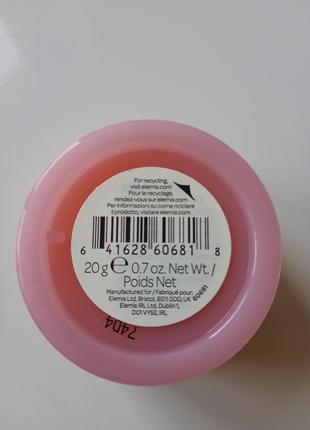 For recycling,
visit elemis.com
Pour le recyclage,
rendez-vous sur elemis.com
Per informazioni su come riciclare
il prodotto, visitare elemis.com
6 41628 60681 8
20 g e 0.7 oz. Net Wt. /
Poids Net
Manufactured for / Fabriqué pour:
Elemis Ltd, Bristol, BS11 0DD, UK
Elemis IRL Ltd, Dublin 1,
D01 VY52, IRL
60681
7404